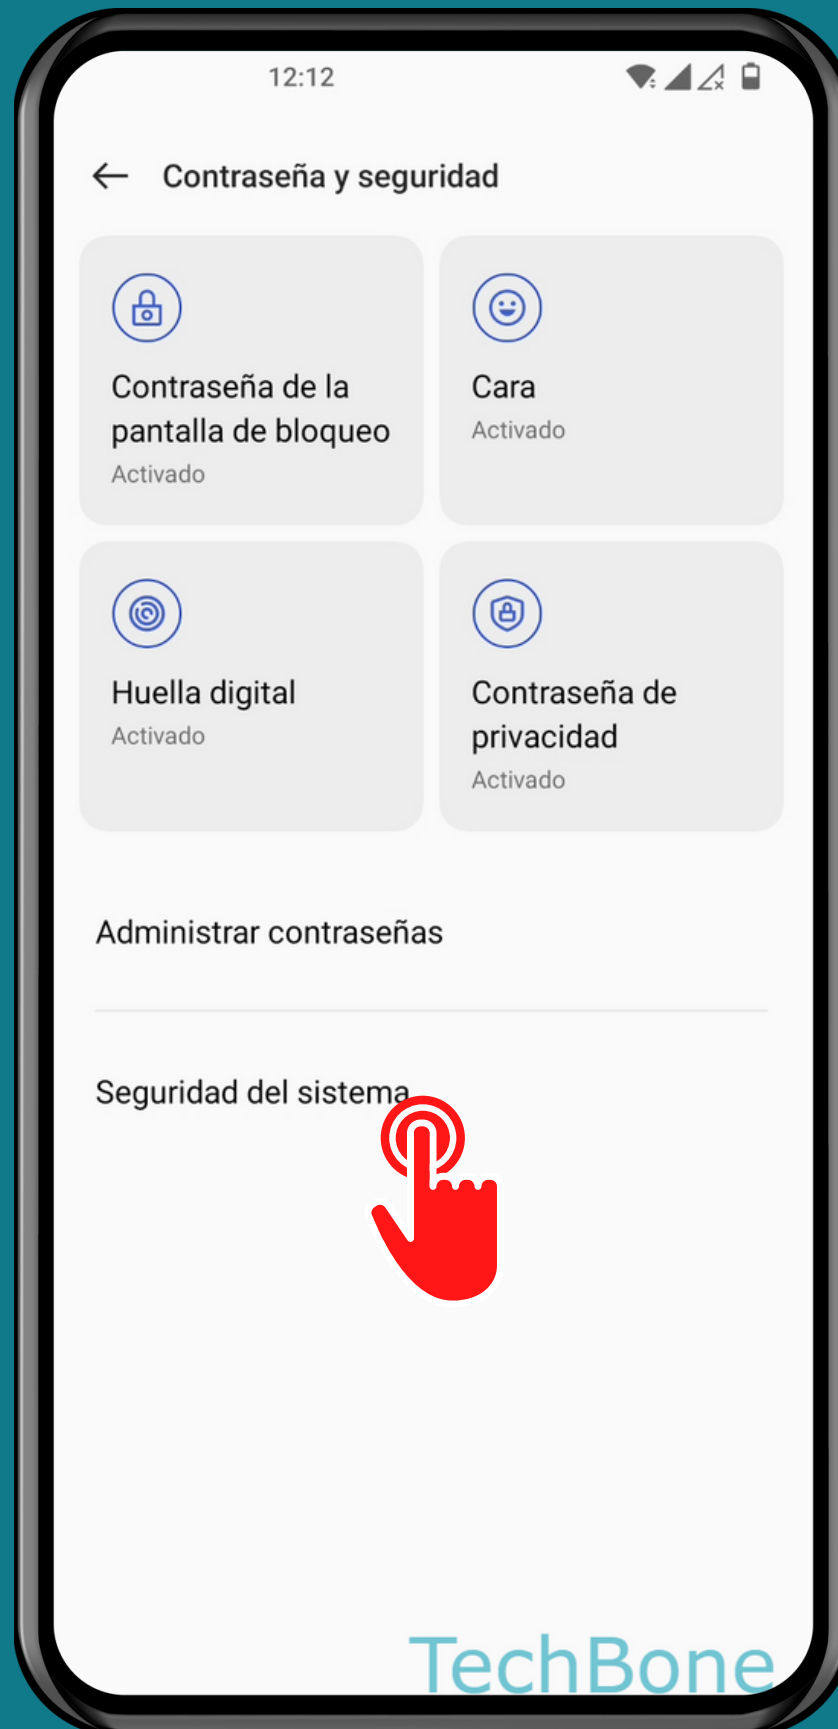 12:12
Contraseña y seguridad
Contraseña de la
pantalla de bloqueo
Activado
Cara
Activado
Huella digital
Activado
Contraseña de
privacidad
Activado
Administrar contraseñas
Seguridad del sistema
TechBone